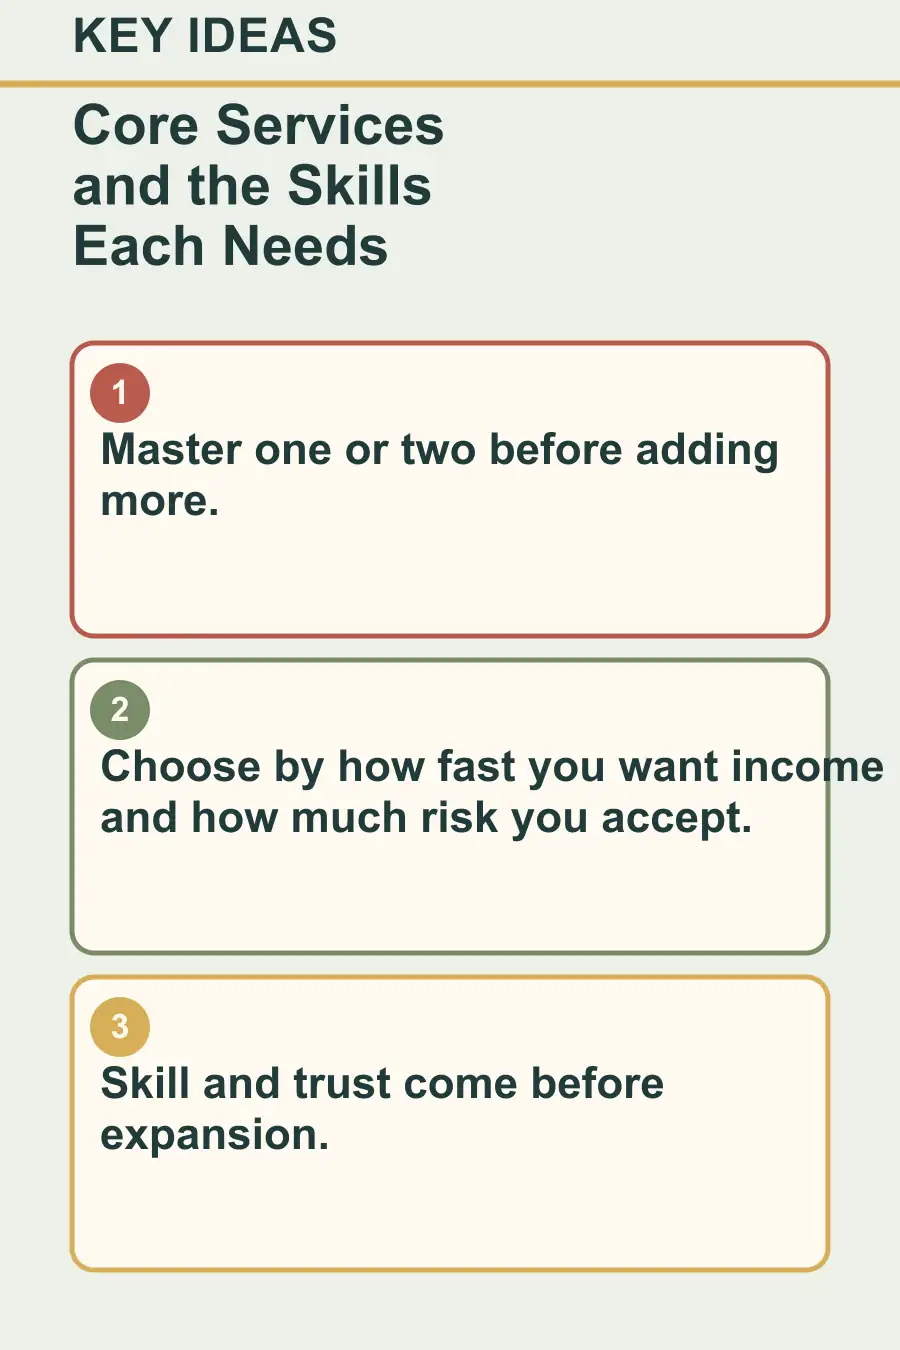 KEY IDEAS
Core Services
and the Skills
Each Needs
1
Master one or two before adding
more.
2
Choose by how fast you want income
and how much risk you accept.
3
Skill and trust come before
expansion.